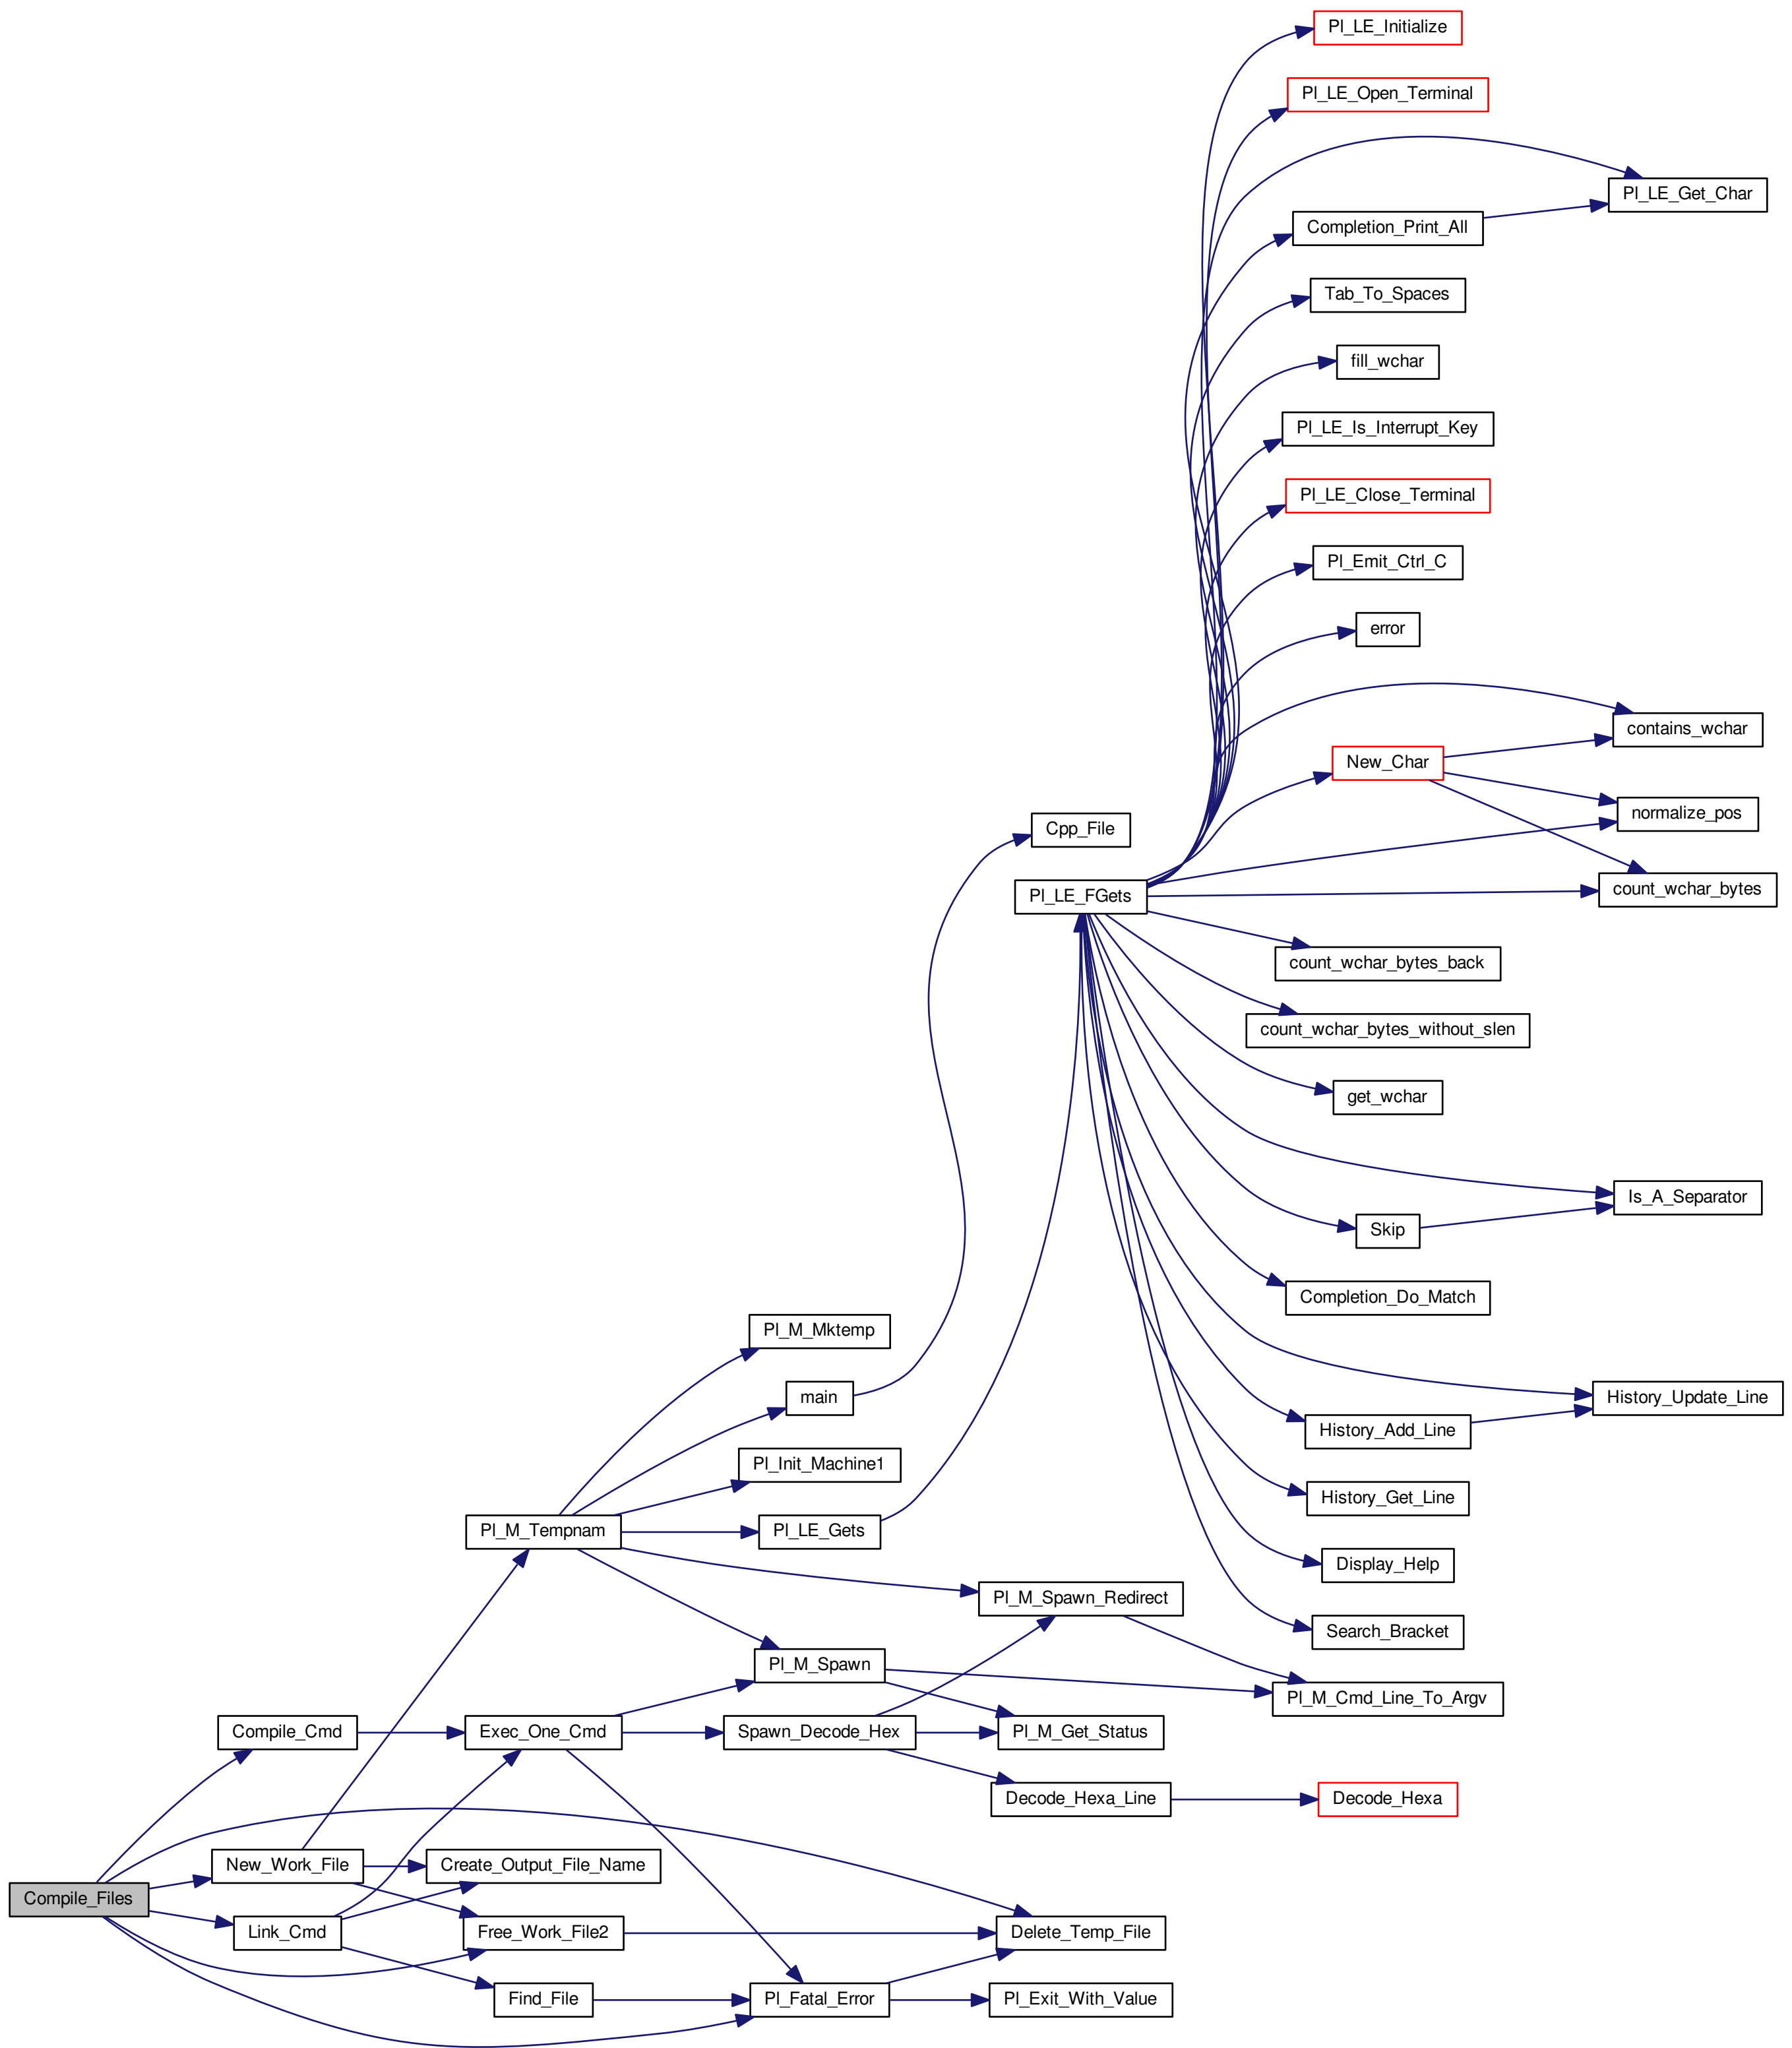 Pl_LE_Initialize
Pl_LE_Open_Terminal
Pl_LE_Get_Char
Completion_Print_All
Tab_To_Spaces
fill_wchar
Pl_LE_Is_Interrupt_Key
Pl_LE_Close_Terminal
Pl_Emit_Ctrl_C
error
contains_wchar
New_Char
normalize_pos
Cpp_File
count_wchar_bytes
Pl_LE_FGets
count_wchar_bytes_back
count_wchar_bytes_without_slen
get_wchar
Is_A_Separator
Skip
Completion_Do_Match
Pl_M_Mktemp
main
History_Update_Line
History_Add_Line
Pl_Init_Machine1
History_Get_Line
Pl_M_Tempnam
Pl_LE_Gets
Display_Help
Pl_M_Spawn_Redirect
Search_Bracket
Pl_M_Spawn
Pl_M_Cmd_Line_To_Argv
Compile_Cmd
Exec_One_Cmd
Spawn_Decode_Hex
Pl_M_Get_Status
Decode_Hexa_Line
Decode_Hexa
New_Work_File
Create_Output_File_Name
Compile_Files
Link_Cmd
Free_Work_File2
Delete_Temp_File
Find_File
Pl_Fatal_Error
Pl_Exit_With_Value